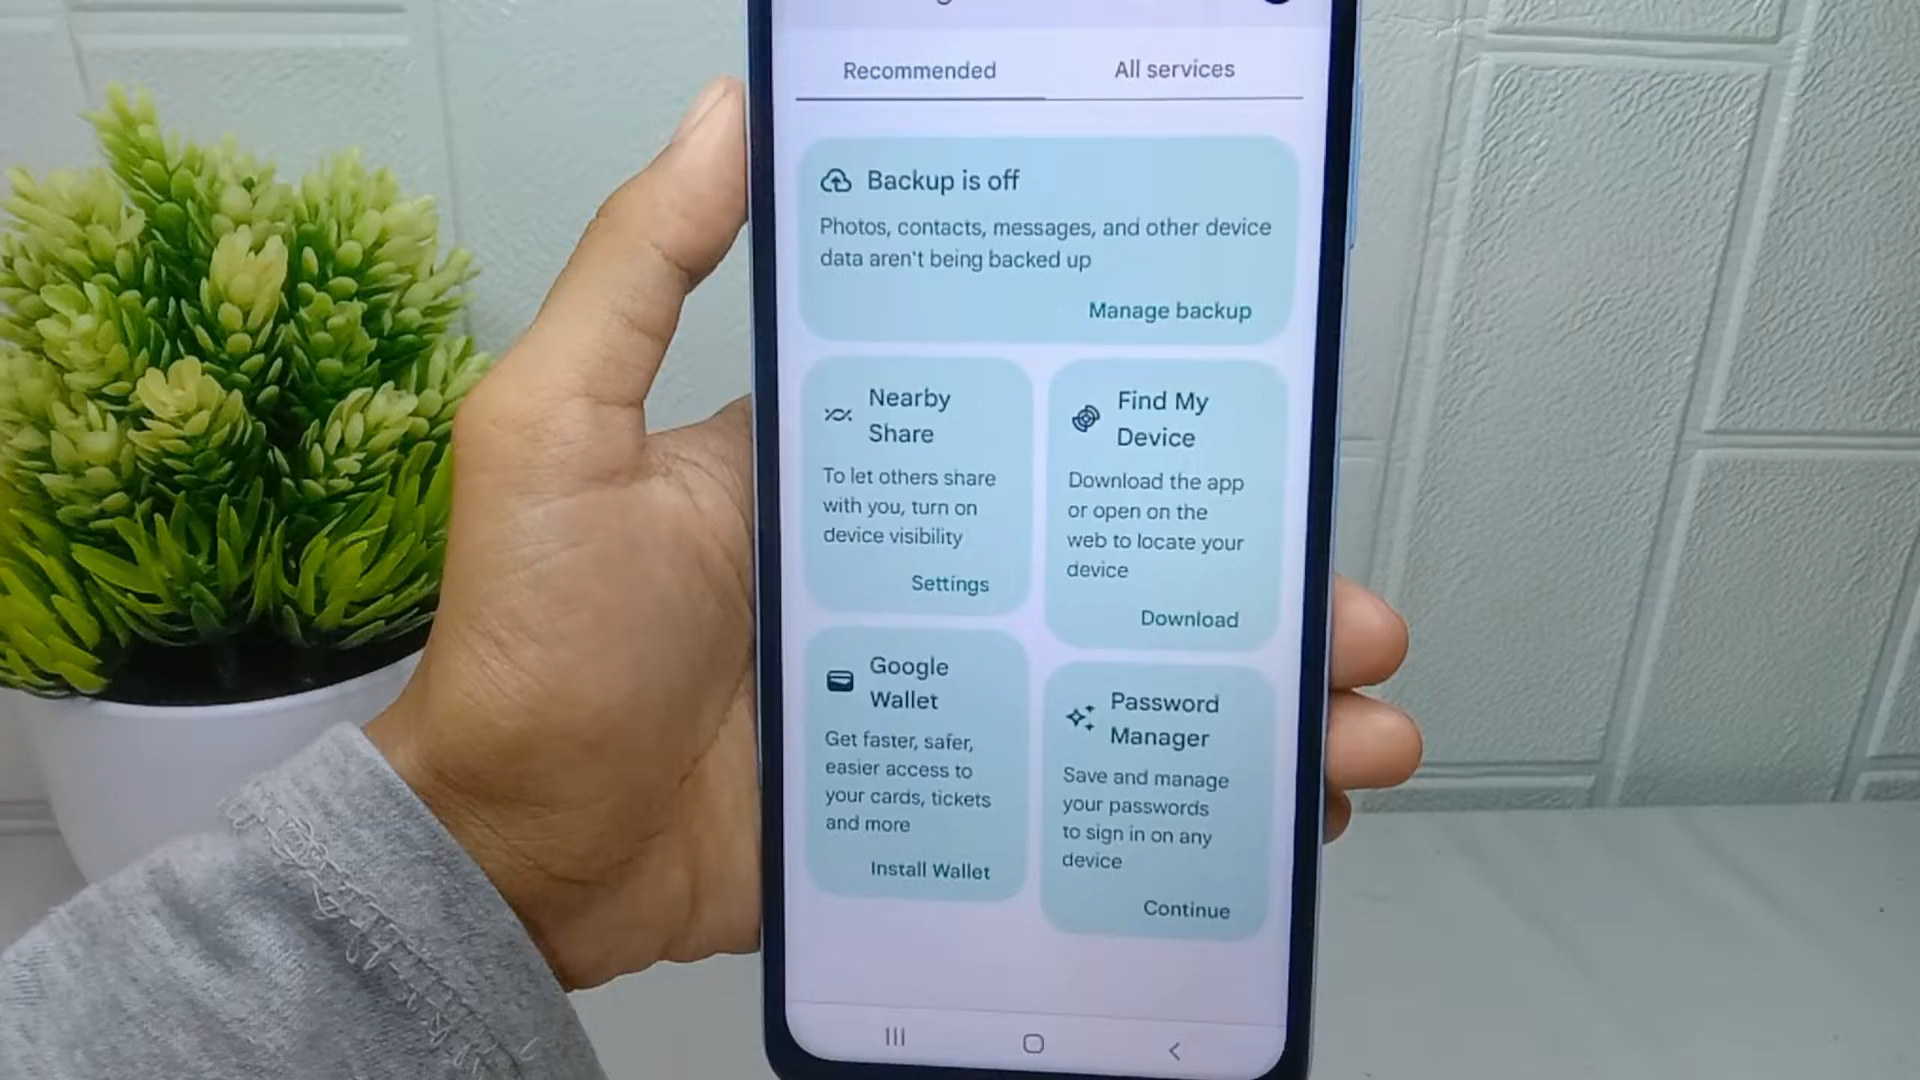 Recommended
All services
Backup is off
Photos, contacts, messages, and other device
data aren't being backed up
Manage backup
Nearby
Share
To let others share
with you, turn on
device visibility
Settings
Find My
Device
Download the app
or open on the
web to locate your
device
Download
Google
Wallet
Get faster, safer,
easier access to
your cards, tickets
and more
Install Wallet
Password
Manager
Save and manage
your passwords
to sign in on any
device
Continue